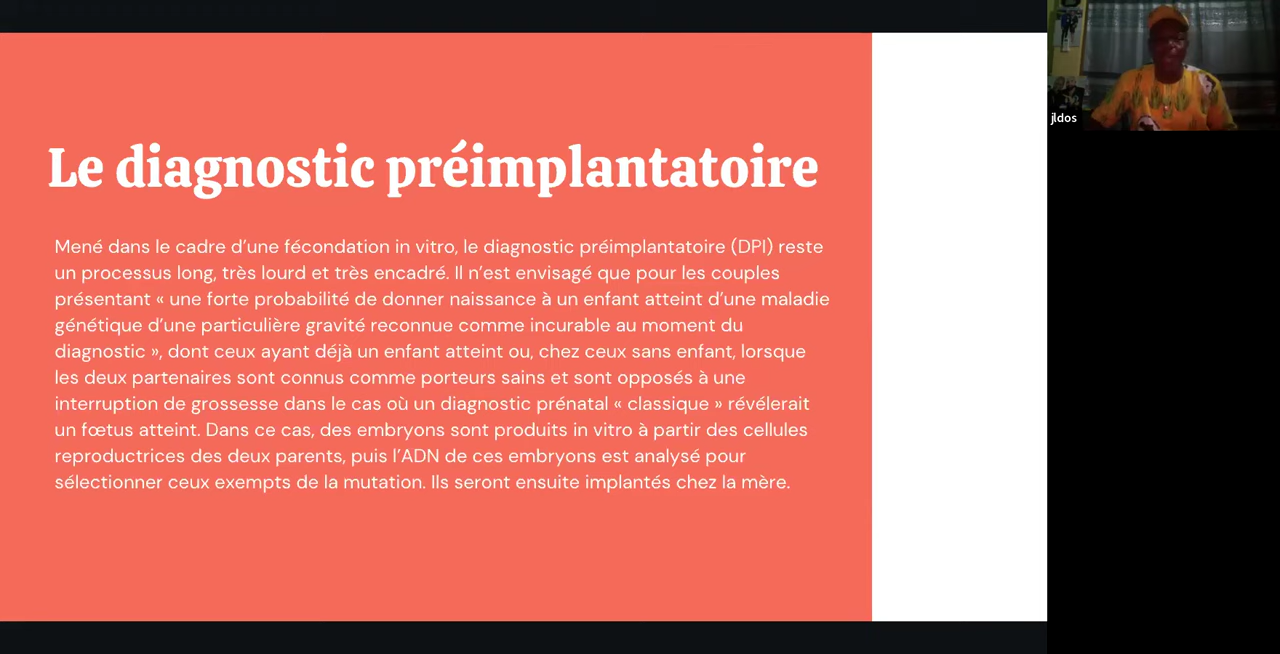 Le diagnostic préimplantatoire
Mené dans le cadre d’une fécondation in vitro, le diagnostic préimplantatoire (DPI) reste
un processus long, très lourd et très encadré. Il n’est envisagé que pour les couples
présentant « une forte probabilité de donner naissance à un enfant atteint d’une maladie
génétique d’une particulière gravité reconnue comme incurable au moment du
diagnostic », dont ceux ayant déjà un enfant atteint ou, chez ceux sans enfant, lorsque
les deux partenaires sont connus comme porteurs sains et sont opposés à une
interruption de grossesse dans le cas où un diagnostic prénatal « classique » révélerait
un fœtus atteint. Dans ce cas, des embryons sont produits in vitro à partir des cellules
reproductrices des deux parents, puis l’ADN de ces embryons est analysé pour
sélectionner ceux exempts de la mutation. Ils seront ensuite implantés chez la mère.
jldos